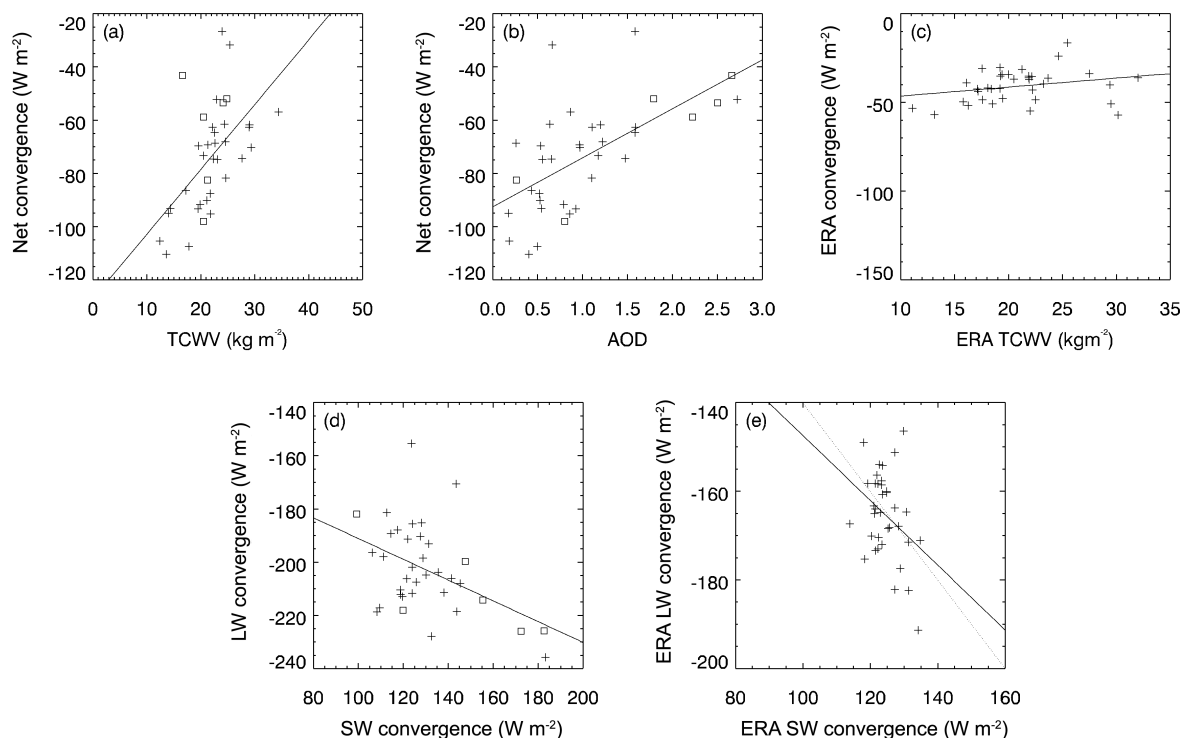 (a)
-20
-40
-60
-80
-100
-120
Net convergence (W m-2)
0 10 20 30 40 50
TCWV (kg m-2)
(b)
-20
-40
-60
-80
-100
-120
Net convergence (W m-2)
0.0 0.5 1.0 1.5 2.0 2.5 3.0
AOD
(c)
0
-50
-100
-150
ERA convergence (W m-2)
10 15 20 25 30 35
ERA TCWV (kgm-2)
(d)
-140
-160
-180
-200
-220
-240
LW convergence (W m-2)
80 100 120 140 160 180 200
SW convergence (W m-2)
(e)
-140
-160
-180
-200
ERA LW convergence (W m-2)
80 100 120 140 160
ERA SW convergence (W m-2)